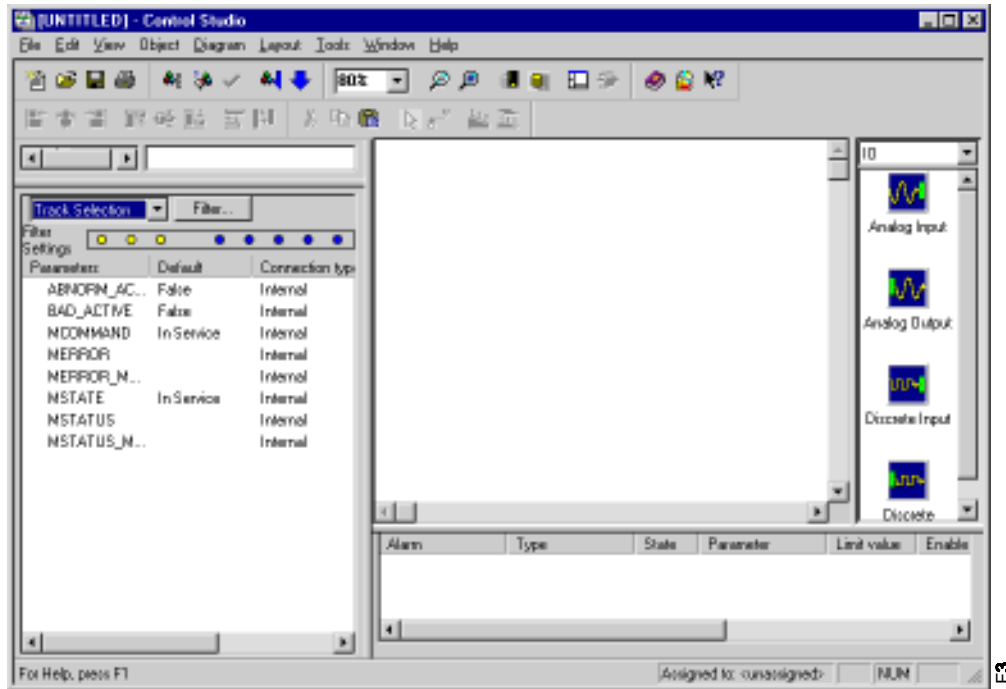 [UNTITLED] - Control Studio
File Edit View Object Diagram Layout Tools Window Help
80%
IO
Track Selection Filter...
Filter
Settings
Parameters Default Connection typ
ABNORM_AC... False Internal
BAD_ACTIVE False Internal
MCOMMAND In Service Internal
MERROR Internal
MERROR_M... Internal
MSTATE In Service Internal
MSTATUS Internal
MSTATUS_M... Internal
Analog Input
Analog Output
Discrete Input
Discrete
Alarm Type State Parameter Limit value Enable
For Help, press F1 Assigned to: <unassigned> NUM